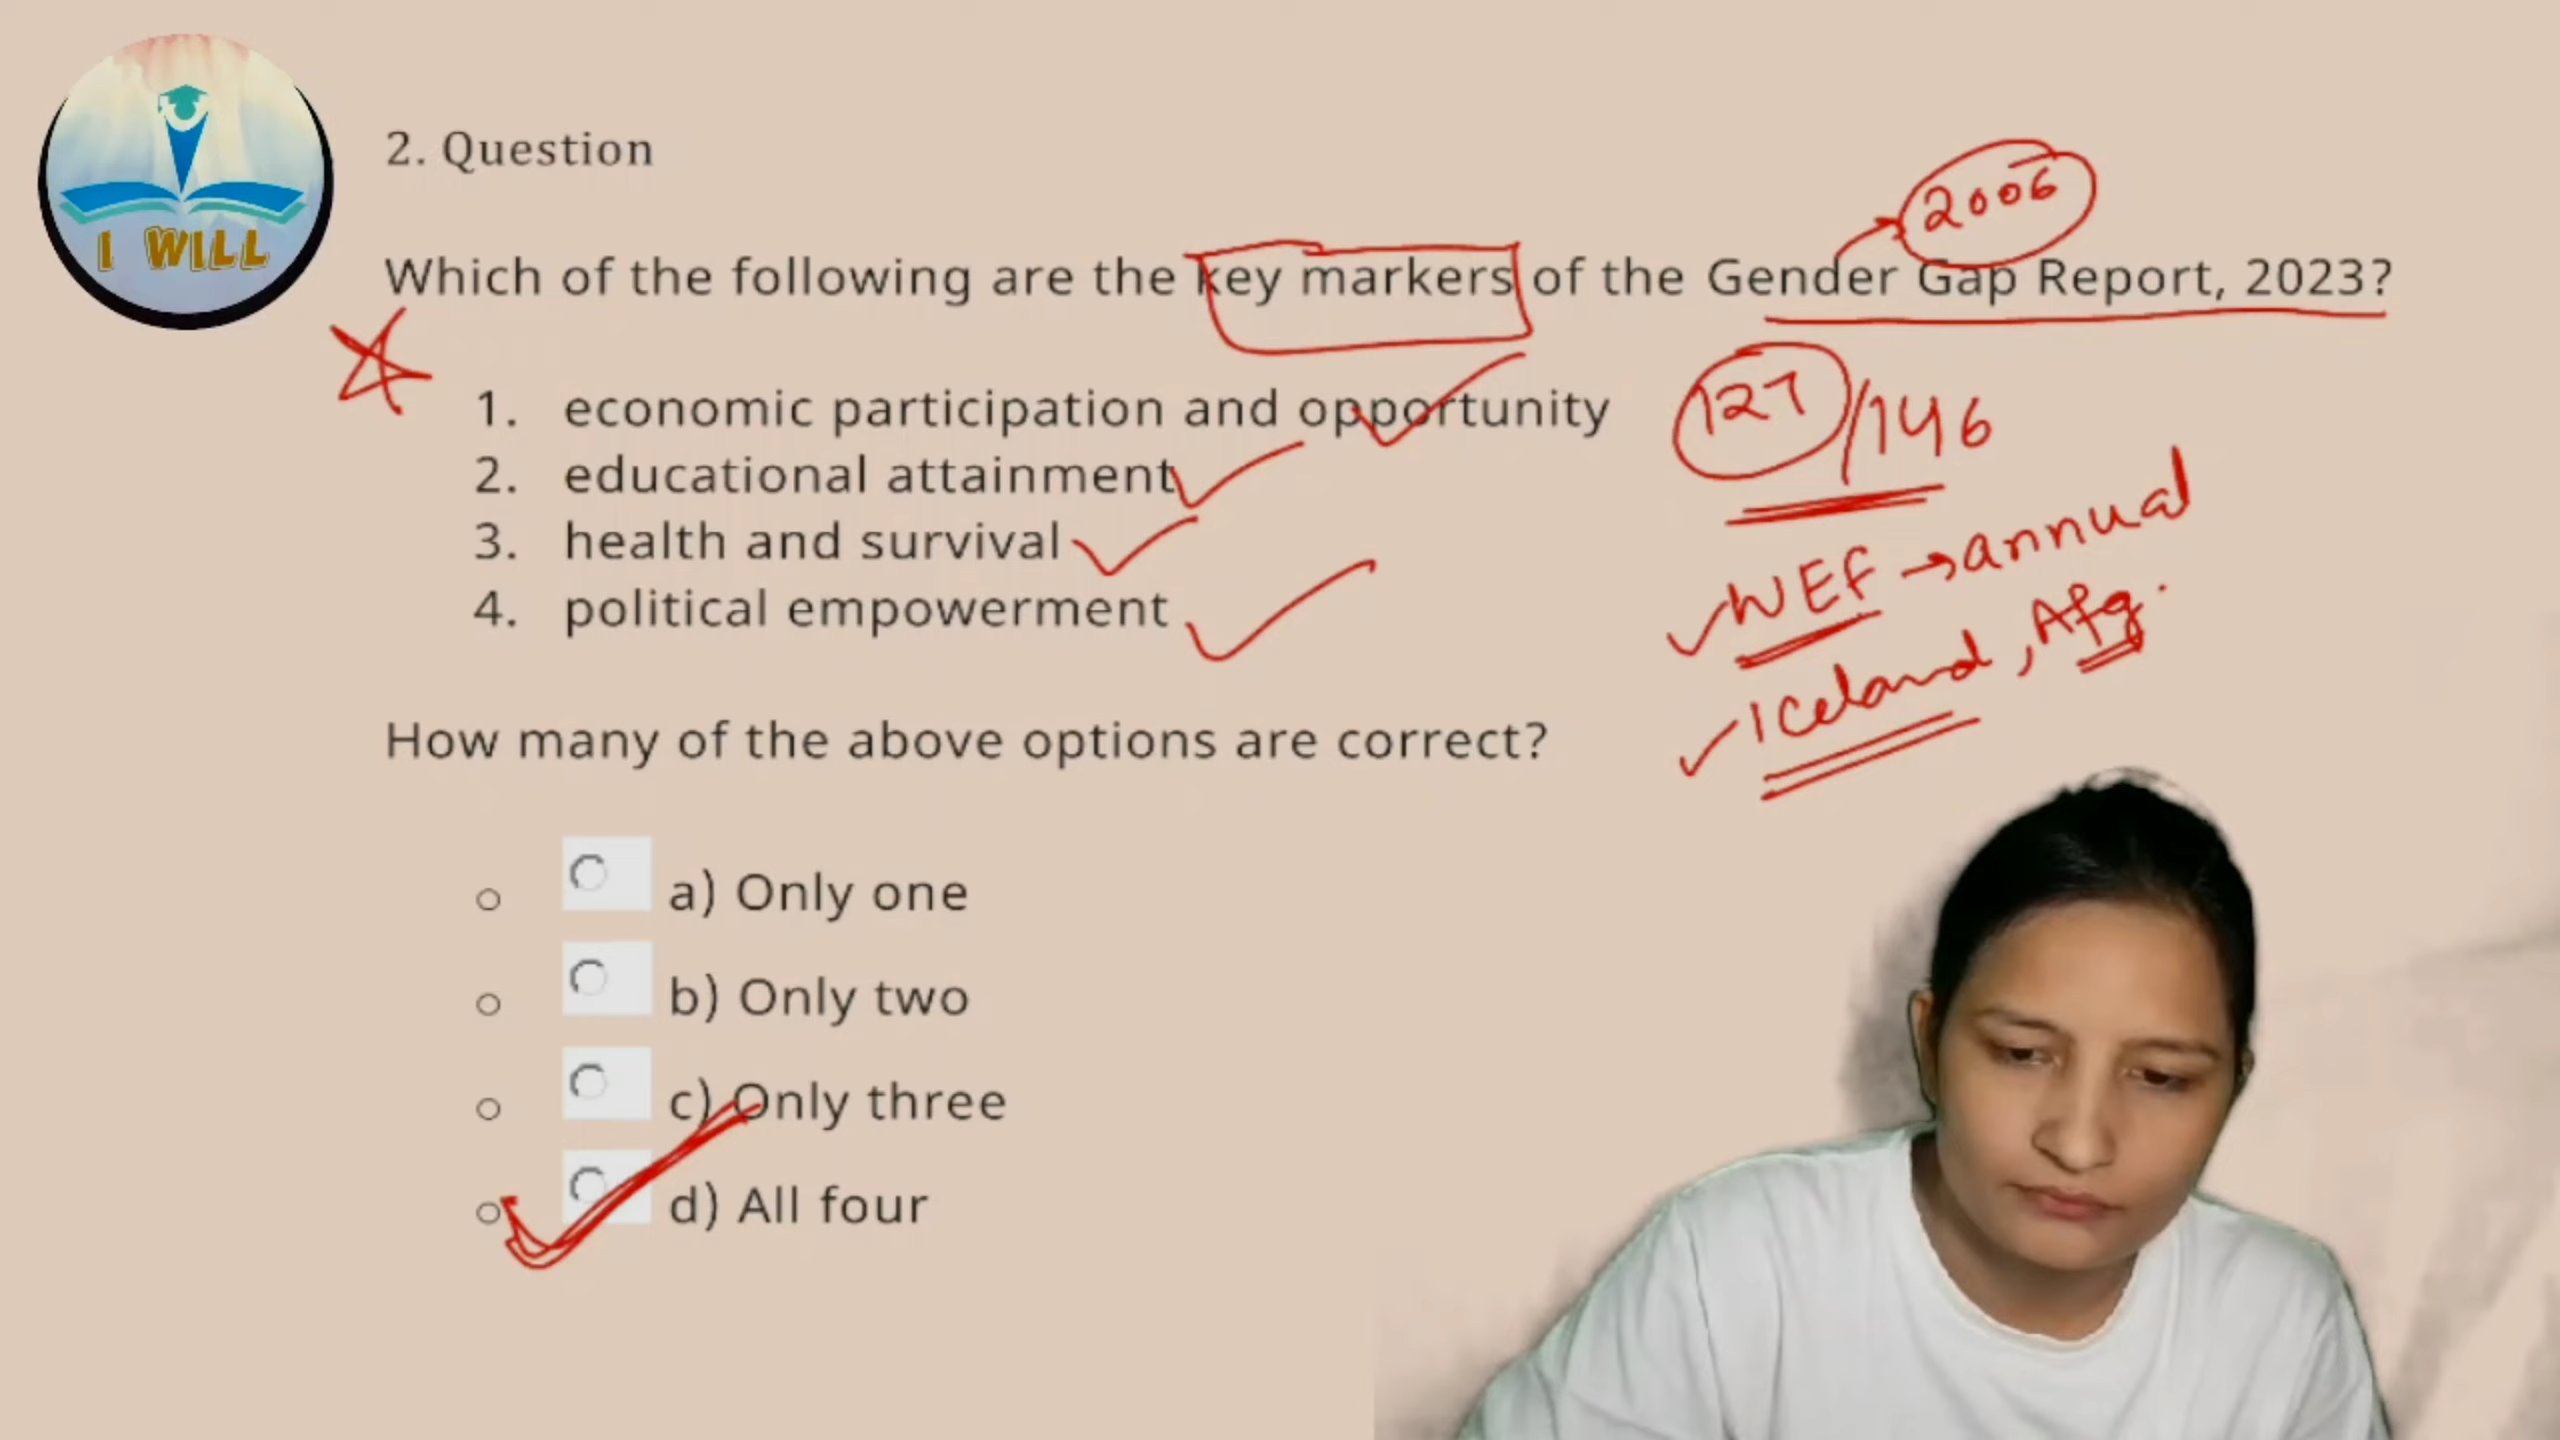 I WILL
2. Question
2006
Which of the following are the key markers of the Gender Gap Report, 2023?
1. economic participation and opportunity
127/146
2. educational attainment
3. health and survival
WEF → annual
4. political empowerment
Iceland, Afg.
How many of the above options are correct?
a) Only one
b) Only two
c) Only three
d) All four